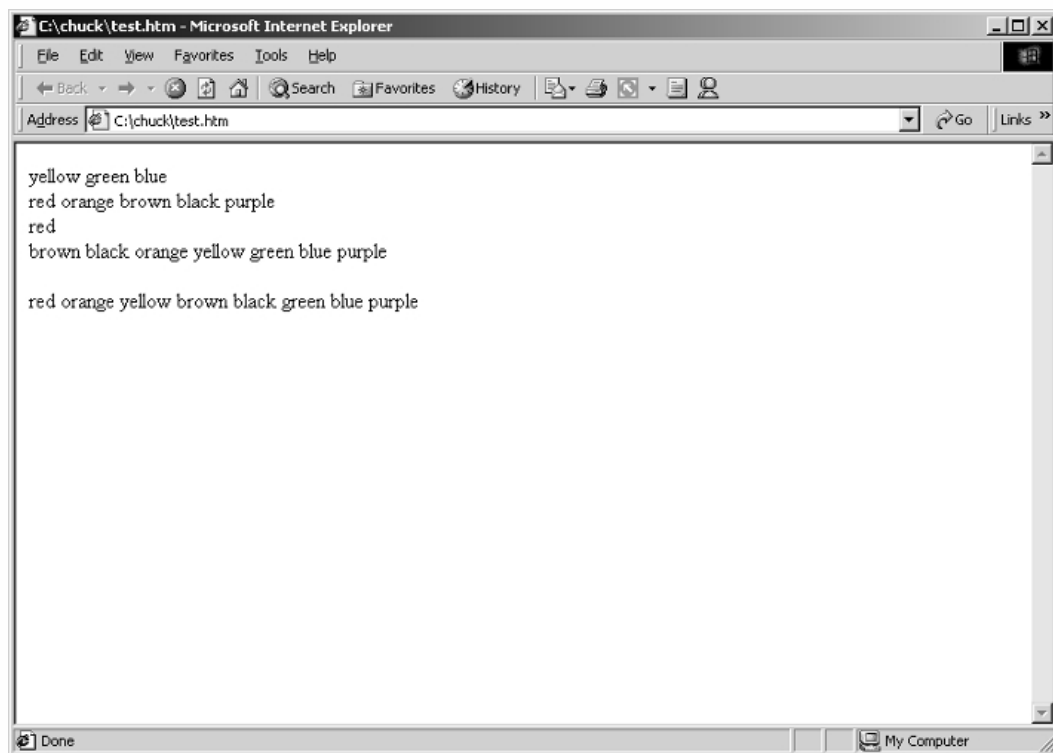 C:\chuck\test.htm - Microsoft Internet Explorer
File Edit View Favorites Tools Help
Back Search Favorites History
Address C:\chuck\test.htm Go Links »
yellow green blue
red orange brown black purple
red
brown black orange yellow green blue purple
red orange yellow brown black green blue purple
Done My Computer